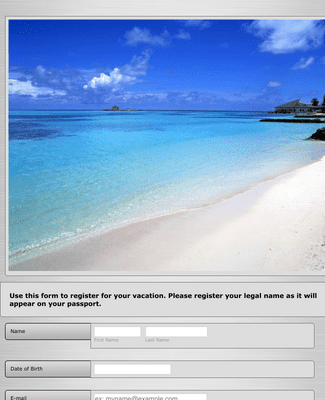 Use this form to register for your vacation. Please register your legal name as it will
appear on your passport.
Name
First Name Last Name
Date of Birth
E-mail ex: myname@example.com